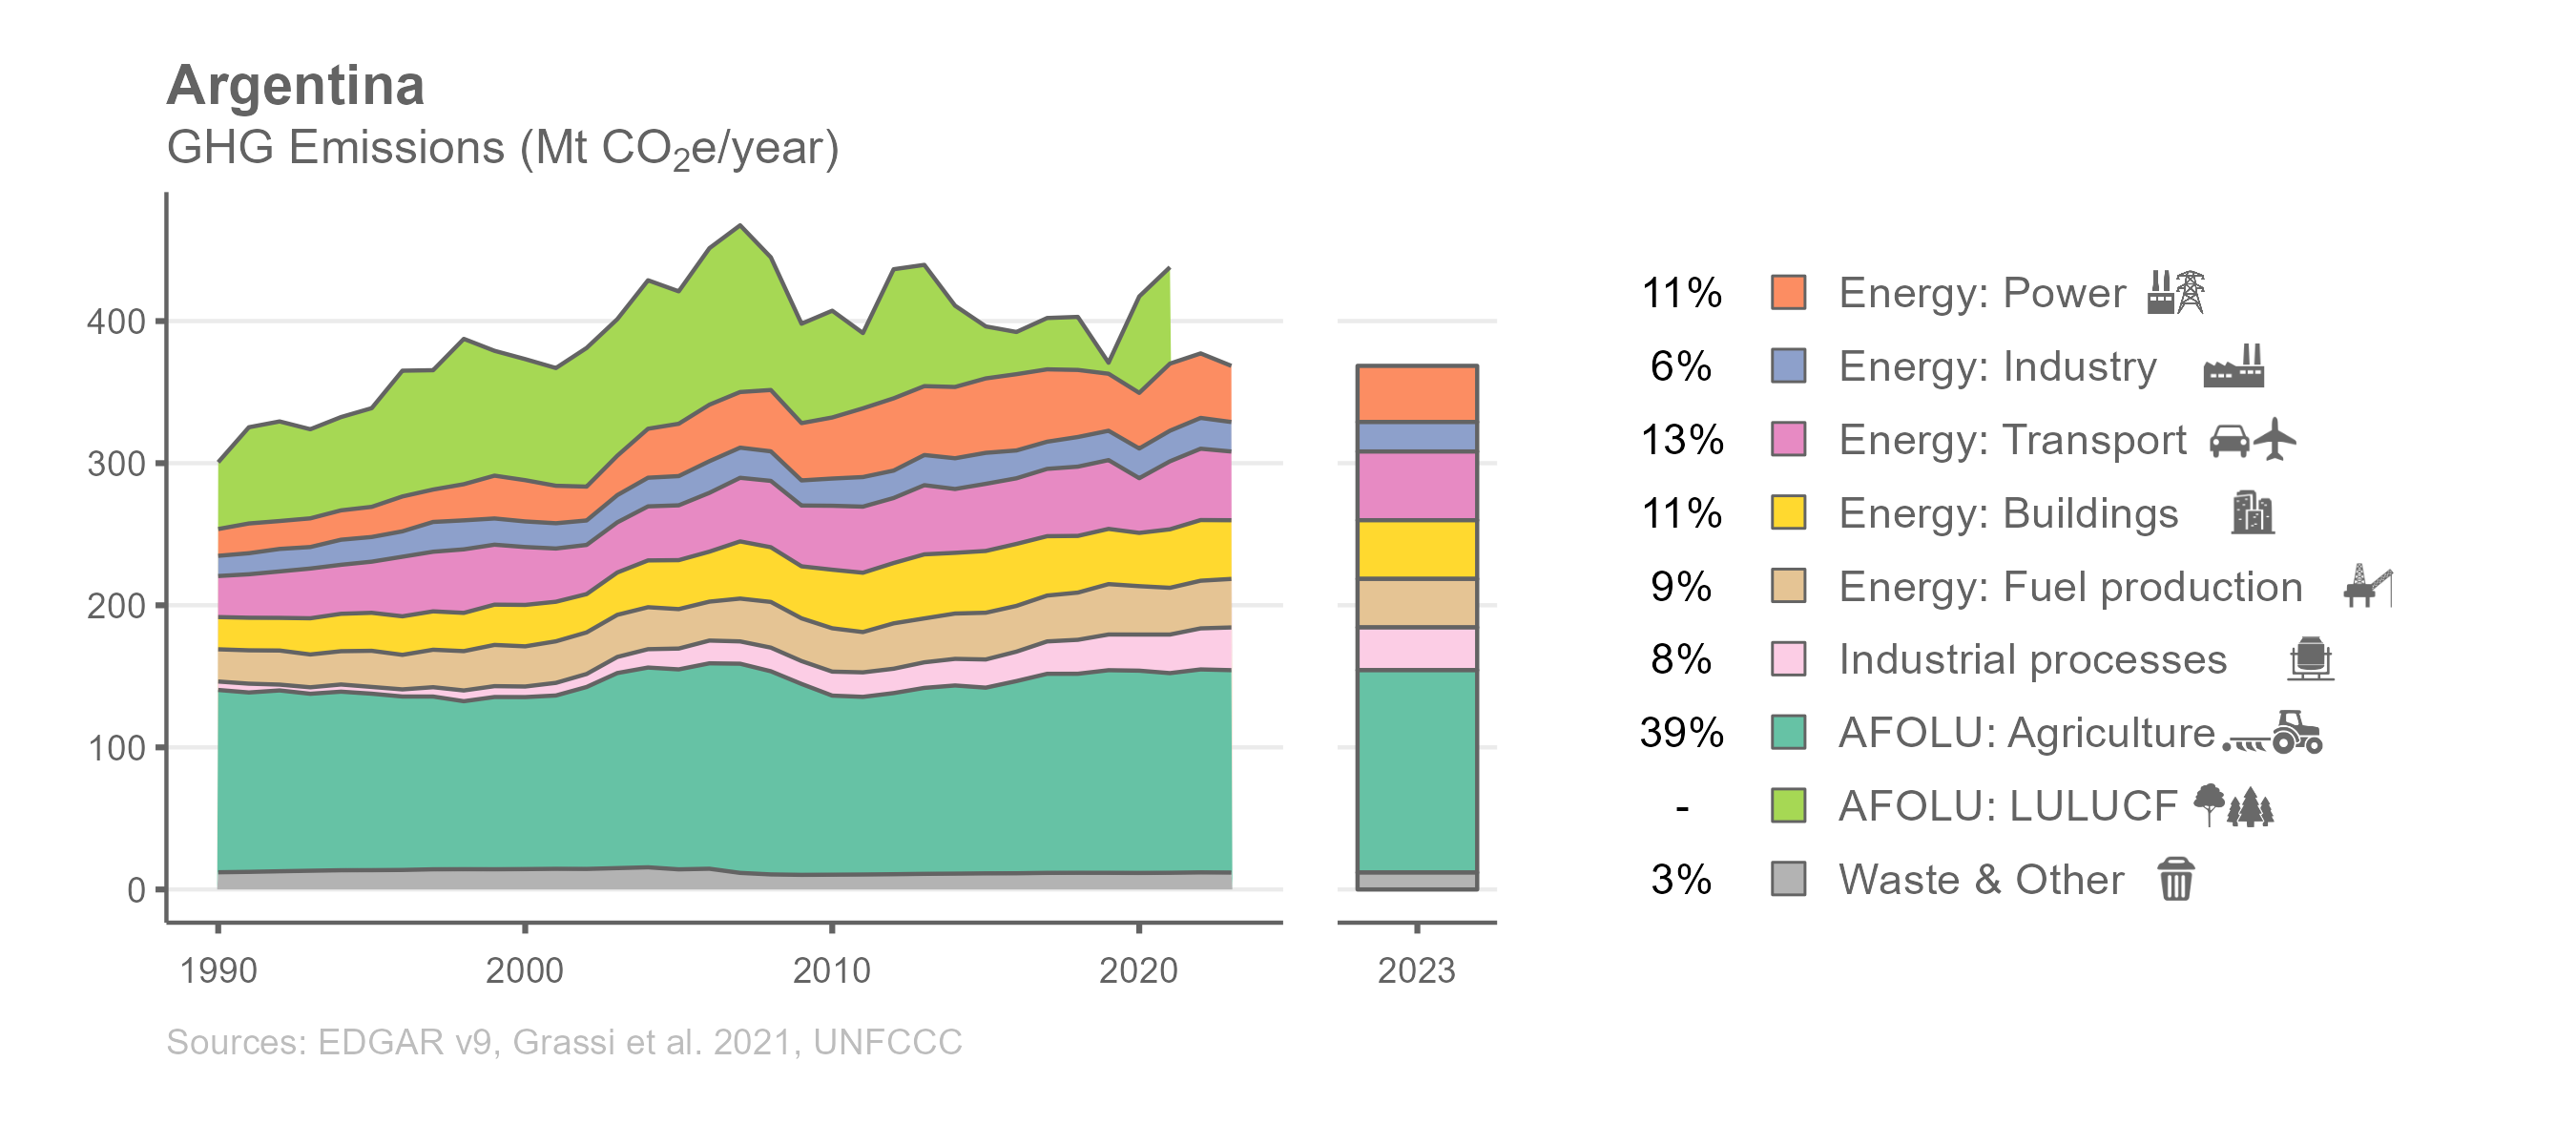 Argentina
GHG Emissions (Mt CO₂e/year)
400
300
200
100
0
1990 2000 2010 2020 2023
11% Energy: Power
6% Energy: Industry
13% Energy: Transport
11% Energy: Buildings
9% Energy: Fuel production
8% Industrial processes
39% AFOLU: Agriculture
- AFOLU: LULUCF
3% Waste & Other
Sources: EDGAR v9, Grassi et al. 2021, UNFCCC